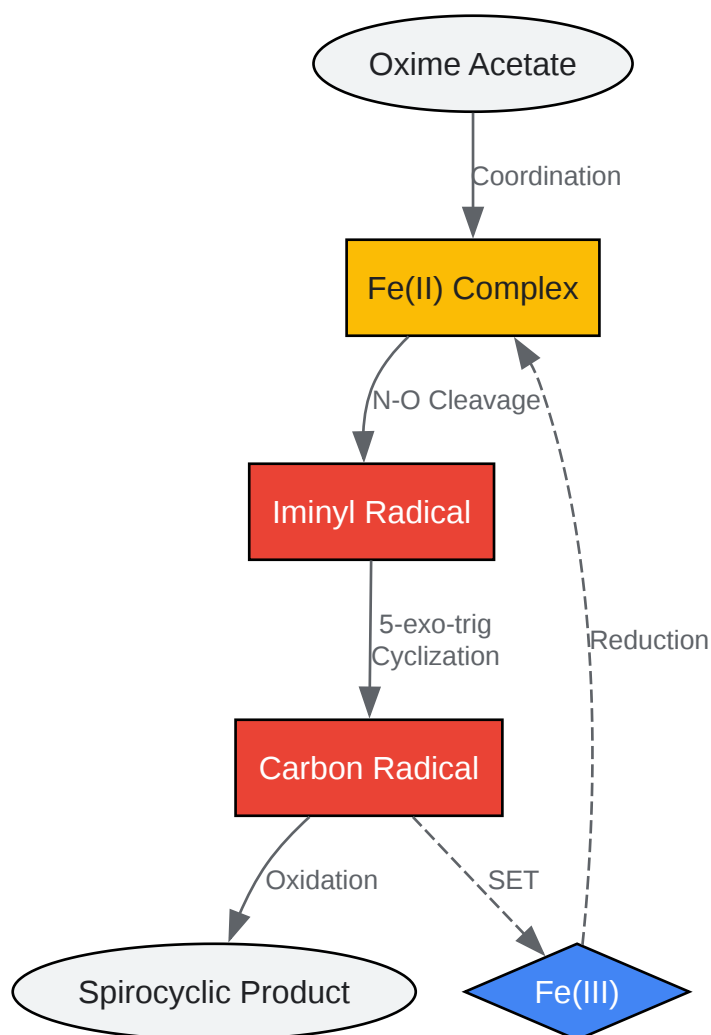 Oxime Acetate
Coordination
Fe(II) Complex
N-O Cleavage
Iminyl Radical
5-exo-trig
Cyclization
Reduction
Carbon Radical
Oxidation
SET
Spirocyclic Product
Fe(III)